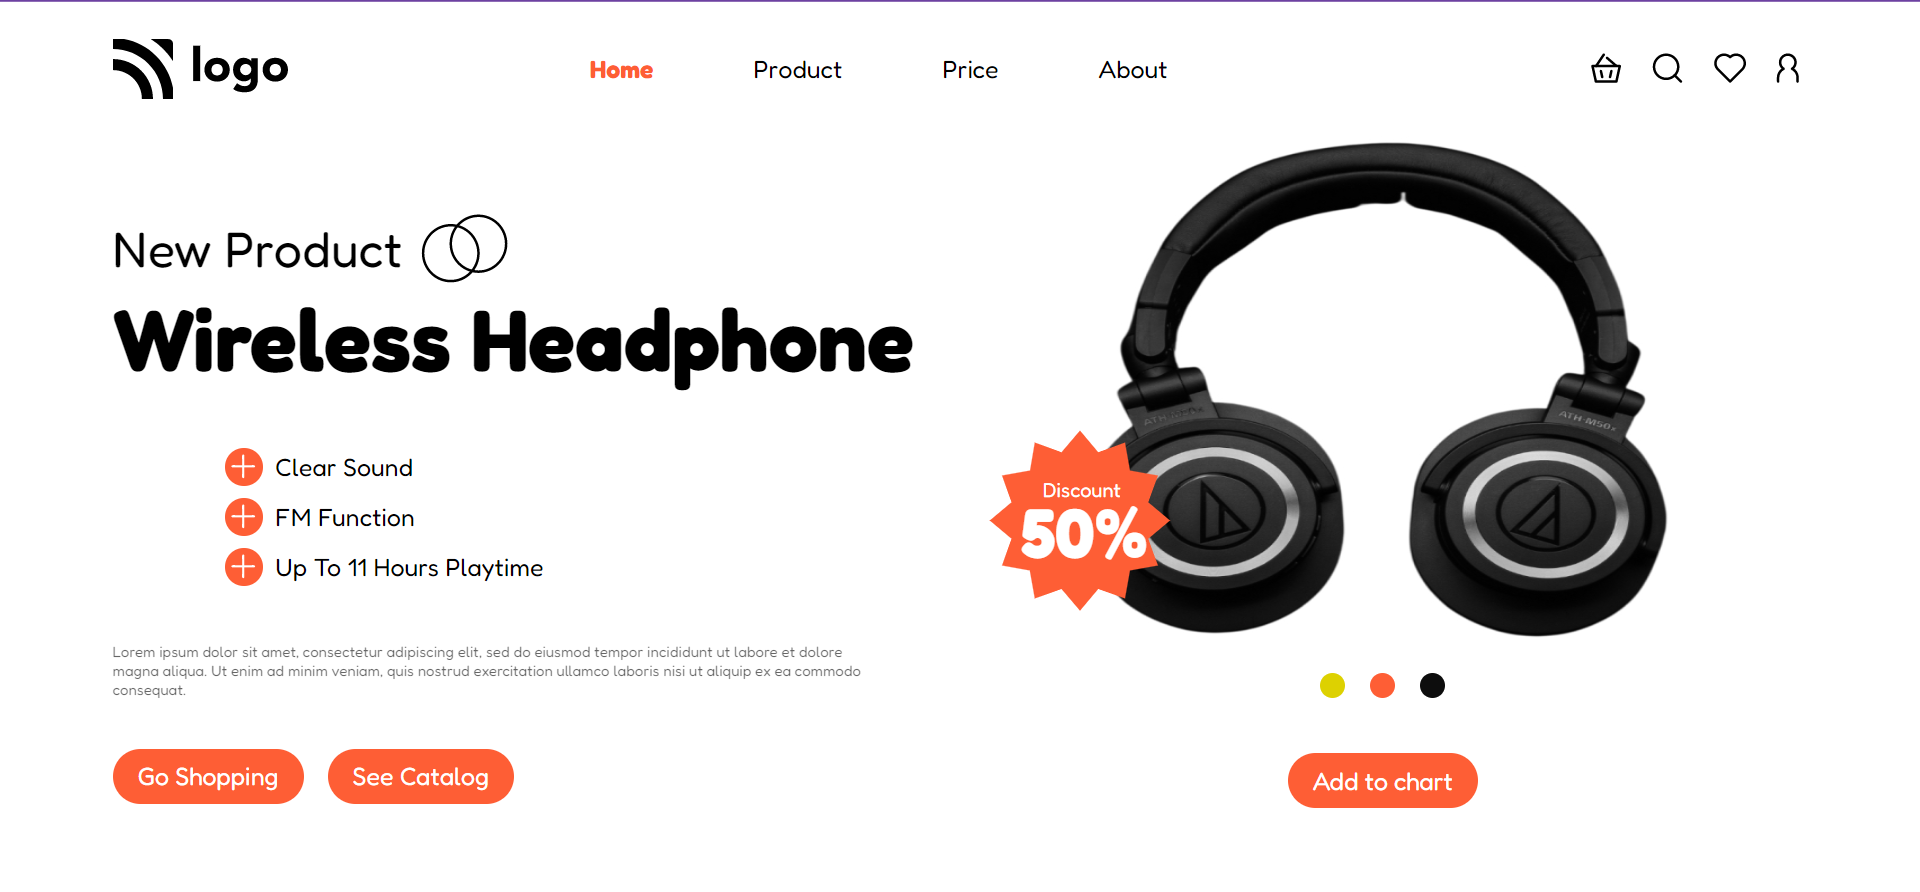 logo
Home
Product
Price
About
New Product
Wireless Headphone
Clear Sound
FM Function
Up To 11 Hours Playtime
Lorem ipsum dolor sit amet, consectetur adipiscing elit, sed do eiusmod tempor incididunt ut labore et dolore
magna aliqua. Ut enim ad minim veniam, quis nostrud exercitation ullamco laboris nisi ut aliquip ex ea commodo
consequat.
Go Shopping
See Catalog
ATH-M50x
ATH-M50x
Discount
50%
Add to chart